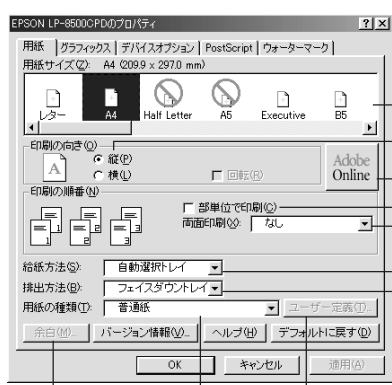 EPSON LP-8500CPDのプロパティ
用紙 グラフィックス デバイスオプション PostScript ウォーターマーク
用紙サイズ(Z): A4 (209.9 x 297.0 mm)
レター A4 Half Letter A5 Executive B5
印刷の向き(O)
A
縦(P)
横(L)
回転(R)
Adobe
Online
印刷の順番(N)
1 2 3
1 2 3
部単位で印刷(C)
両面印刷(X): なし
給紙方法(S): 自動選択トレイ
排出方法(B): フェイスダウントレイ
用紙の種類(T): 普通紙 ユーザー定義(D)...
余白(M)... バージョン情報(V)... ヘルプ(H) デフォルトに戻す(D)
OK キャンセル 適用(A)